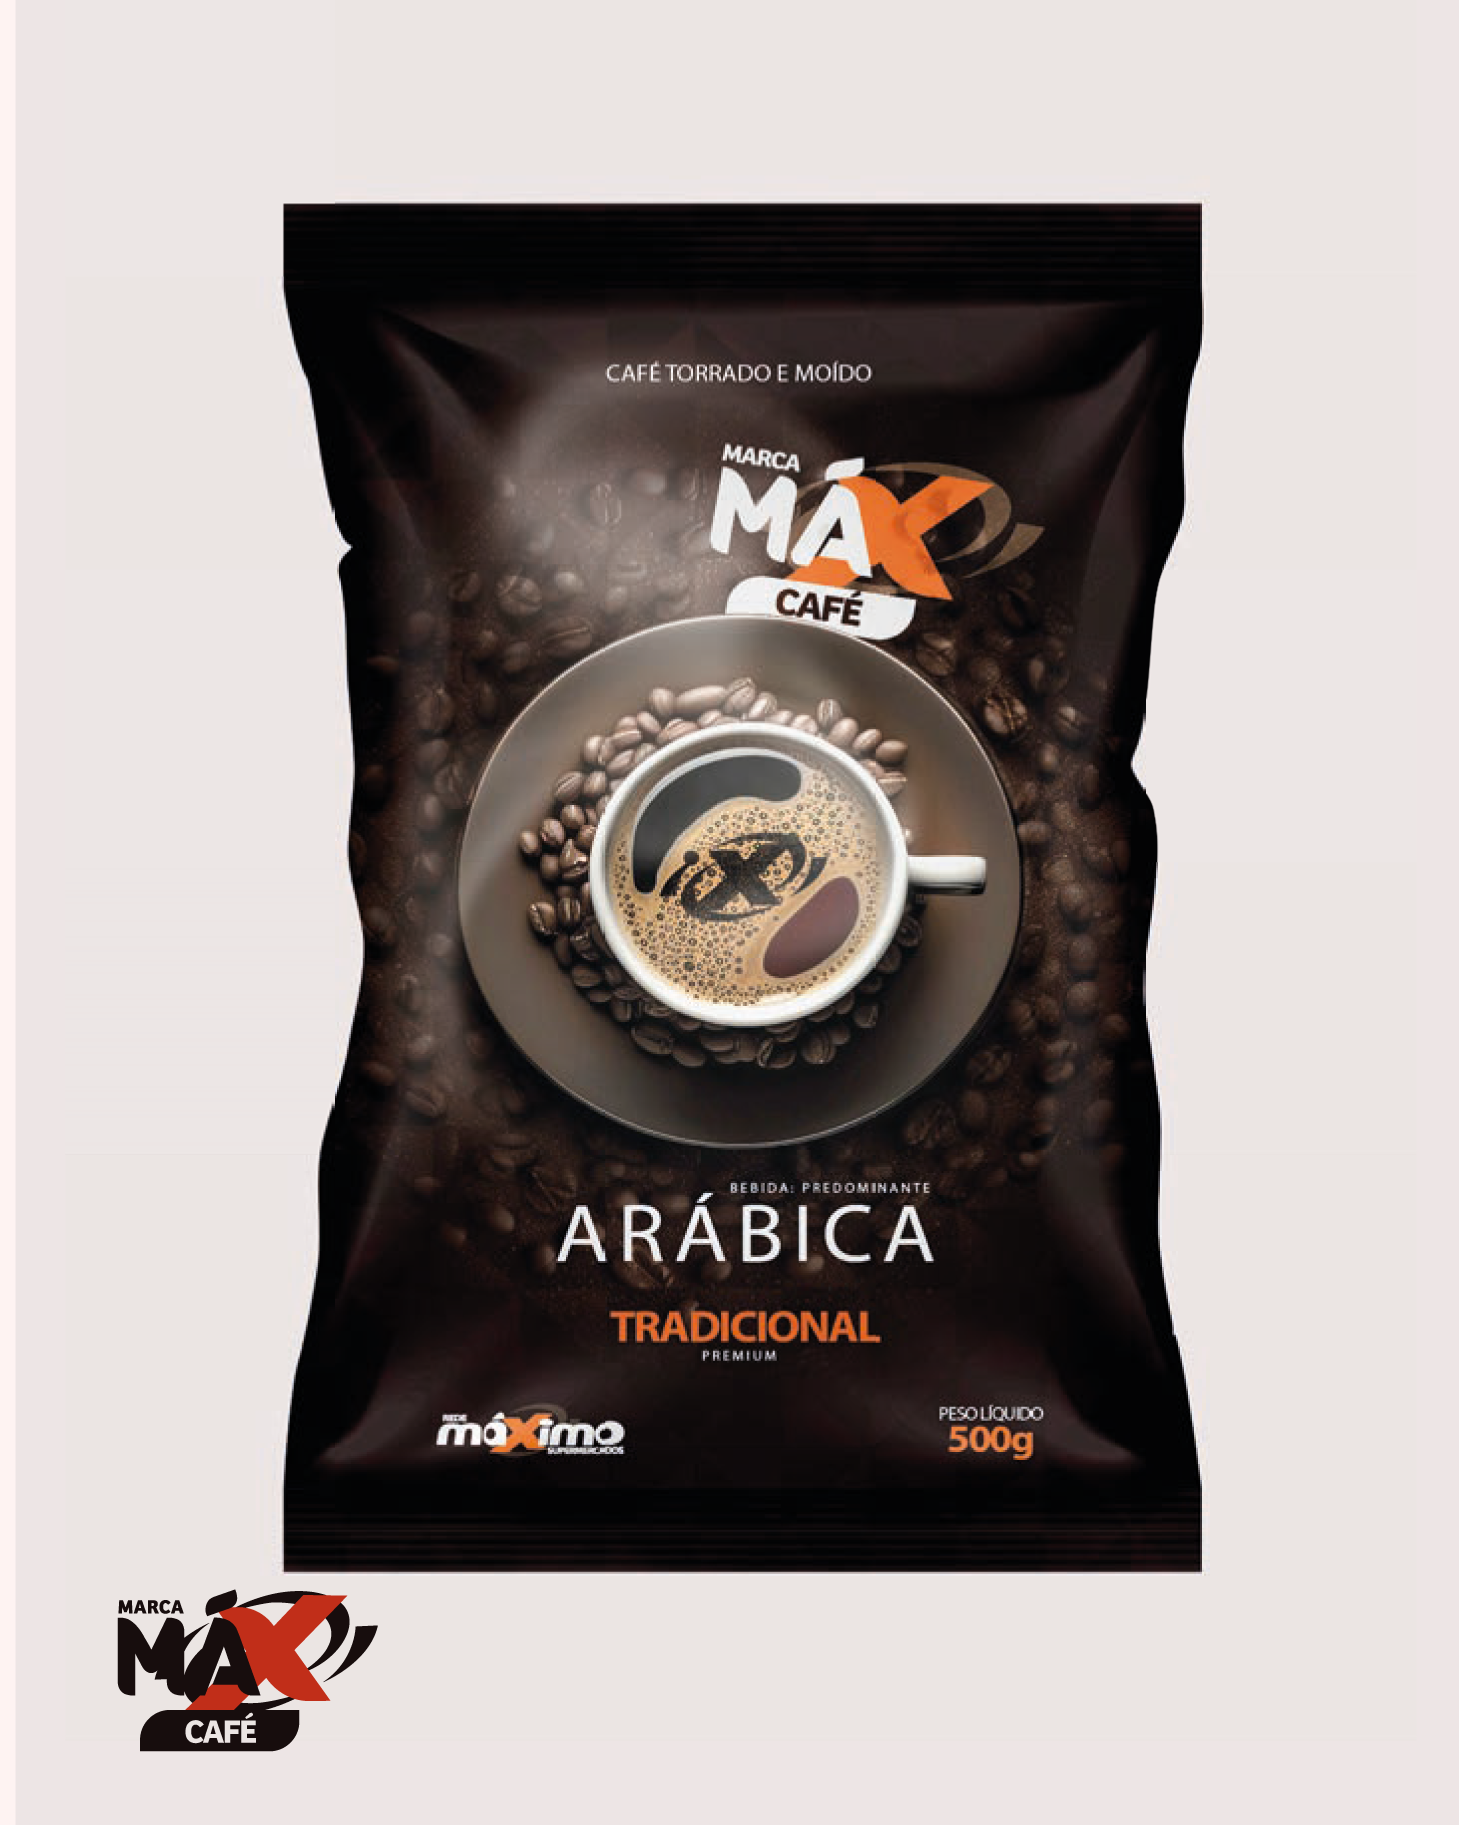 CAFÉ TORRADO E MOÍDO
MARCA
MÁX
CAFÉ
X
BEBIDA: PREDOMINANTE
ARÁBICA
TRADICIONAL
PREMIUM
REDE
máximo
SUPERMERCADOS
PESO LÍQUIDO
500g
MARCA
MÁX
CAFÉ